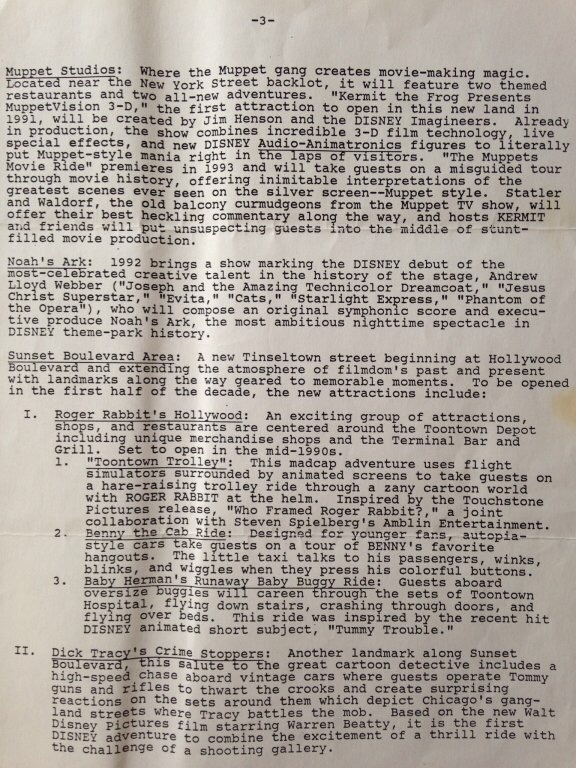 -3-
Muppet Studios: Where the Muppet gang creates movie-making magic.
Located near the New York Street backlot, it will feature two themed
restaurants and two all-new adventures. "Kermit the Frog Presents
MuppetVision 3-D," the first attraction to open in this new land in
1991, will be created by Jim Henson and the DISNEY Imagineers. Already
in production, the show combines incredible 3-D film technology, live
special effects, and new DISNEY Audio-Animatronics figures to literally
put Muppet-style mania right in the laps of visitors. "The Muppets
Movie Ride" premieres in 1993 and will take guests on a misguided tour
through movie history, offering inimitable interpretations of the
greatest scenes ever seen on the silver screen--Muppet style. Statler
and Waldorf, the old balcony curmudgeons from the Muppet TV show, will
offer their best heckling commentary along the way, and hosts KERMIT
and friends will put unsuspecting guests into the middle of stunt-
filled movie production.
Noah's Ark: 1992 brings a show marking the DISNEY debut of the
most-celebrated creative talent in the history of the stage, Andrew
Lloyd Webber ("Joseph and the Amazing Technicolor Dreamcoat," "Jesus
Christ Superstar," "Evita," "Cats," "Starlight Express," "Phantom of
the Opera"), who will compose an original symphonic score and execu-
tive produce Noah's Ark, the most ambitious nighttime spectacle in
DISNEY theme-park history.
Sunset Boulevard Area: A new Tinseltown street beginning at Hollywood
Boulevard and extending the atmosphere of filmdom's past and present
with landmarks along the way geared to memorable moments. To be opened
in the first half of the decade, the new attractions include:
I. Roger Rabbit's Hollywood: An exciting group of attractions,
shops, and restaurants are centered around the Toontown Depot
including unique merchandise shops and the Terminal Bar and
Grill. Set to open in the mid-1990s.
1. "Toontown Trolley": This madcap adventure uses flight
simulators surrounded by animated screens to take guests on
a hare-raising trolley ride through a zany cartoon world
with ROGER RABBIT at the helm. Inspired by the Touchstone
Pictures release, "Who Framed Roger Rabbit?," a joint
collaboration with Steven Spielberg's Amblin Entertainment.
2. Benny the Cab Ride: Designed for younger fans, autopia-
style cars take guests on a tour of BENNY's favorite
hangouts. The little taxi talks to his passengers, winks,
blinks, and wiggles when they press his colorful buttons.
3. Baby Herman's Runaway Baby Buggy Ride: Guests aboard
oversize buggies will careen through the sets of Toontown
Hospital, flying down stairs, crashing through doors, and
flying over beds. This ride was inspired by the recent hit
DISNEY animated short subject, "Tummy Trouble."
II. Dick Tracy's Crime Stoppers: Another landmark along Sunset
Boulevard, this salute to the great cartoon detective includes a
high-speed chase aboard vintage cars where guests operate Tommy
guns and rifles to thwart the crooks and create surprising
reactions on the sets around them which depict Chicago's gang-
land streets where Tracy battles the mob. Based on the new Walt
Disney Pictures film starring Warren Beatty, it is the first
DISNEY adventure to combine the excitement of a thrill ride with
the challenge of a shooting gallery.